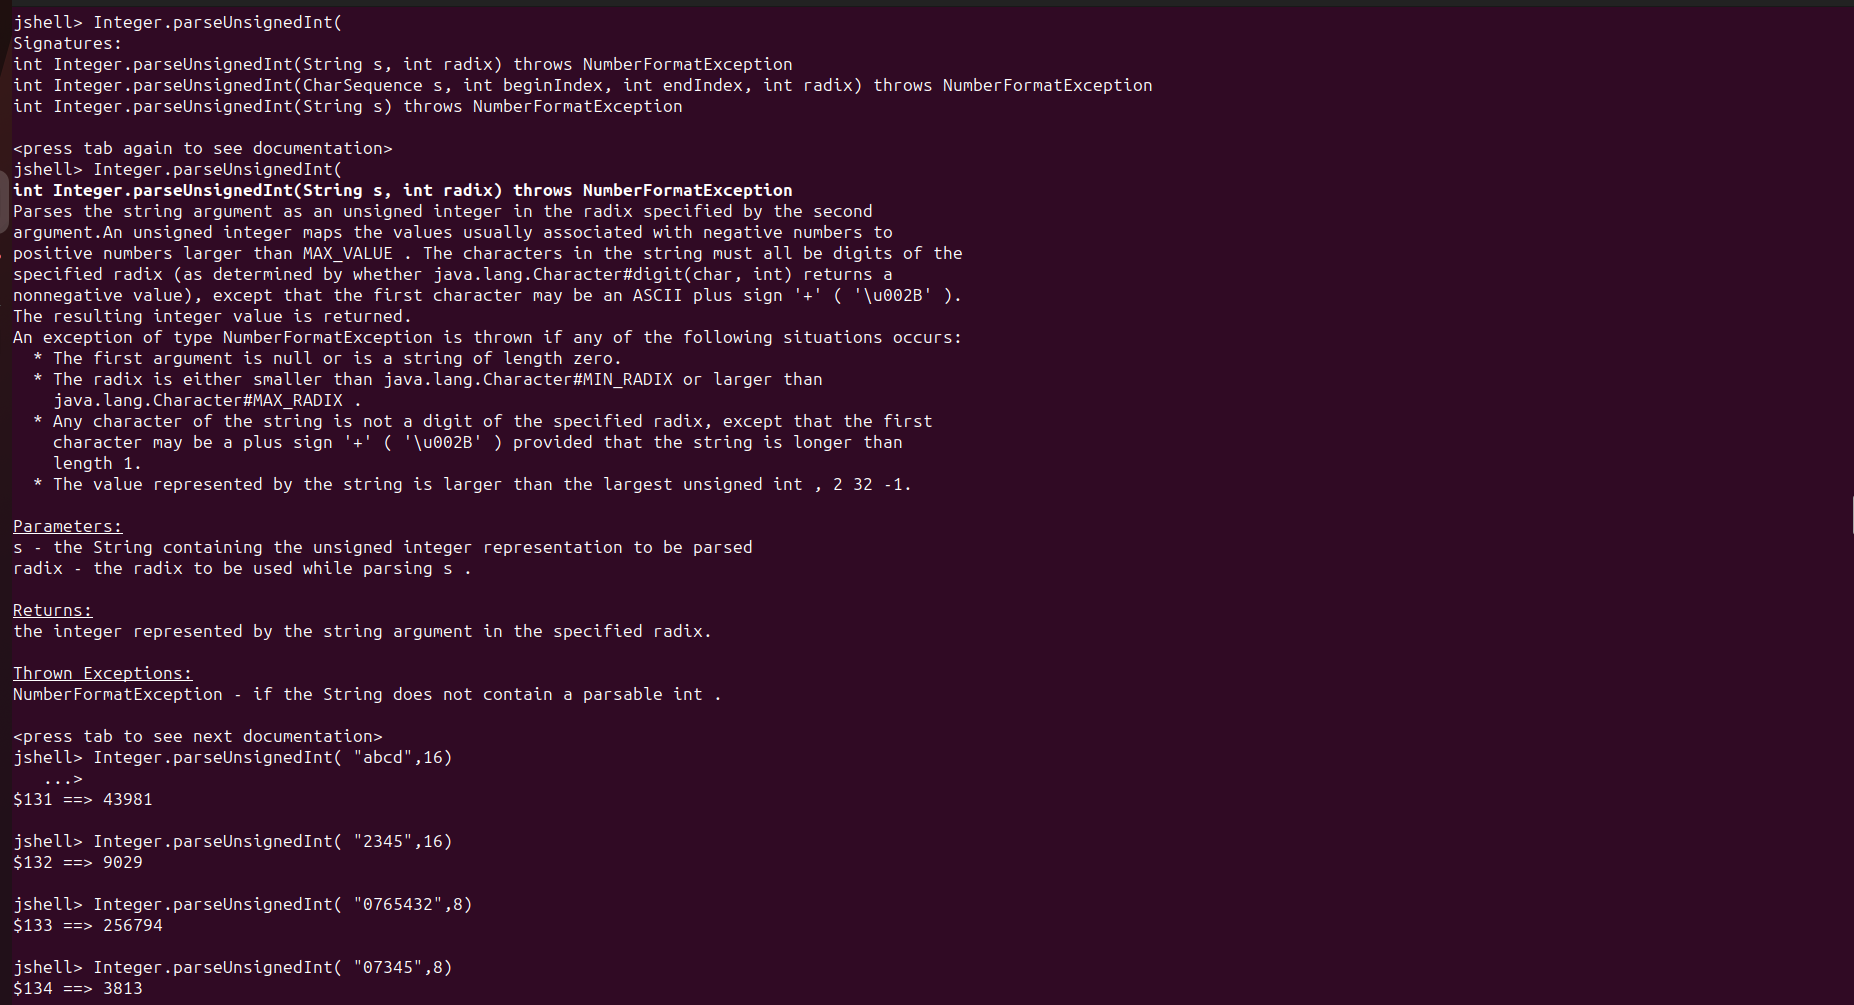 jshell> Integer.parseUnsignedInt(
Signatures:
int Integer.parseUnsignedInt(String s, int radix) throws NumberFormatException
int Integer.parseUnsignedInt(CharSequence s, int beginIndex, int endIndex, int radix) throws NumberFormatException
int Integer.parseUnsignedInt(String s) throws NumberFormatException

<press tab again to see documentation>
jshell> Integer.parseUnsignedInt(
int Integer.parseUnsignedInt(String s, int radix) throws NumberFormatException
Parses the string argument as an unsigned integer in the radix specified by the second
argument.An unsigned integer maps the values usually associated with negative numbers to
positive numbers larger than MAX_VALUE . The characters in the string must all be digits of the
specified radix (as determined by whether java.lang.Character#digit(char, int) returns a
nonnegative value), except that the first character may be an ASCII plus sign '+' ( '\u002B' ).
The resulting integer value is returned.
An exception of type NumberFormatException is thrown if any of the following situations occurs:
  * The first argument is null or is a string of length zero.
  * The radix is either smaller than java.lang.Character#MIN_RADIX or larger than
    java.lang.Character#MAX_RADIX .
  * Any character of the string is not a digit of the specified radix, except that the first
    character may be a plus sign '+' ( '\u002B' ) provided that the string is longer than
    length 1.
  * The value represented by the string is larger than the largest unsigned int , 2 32 -1.

Parameters:
s - the String containing the unsigned integer representation to be parsed
radix - the radix to be used while parsing s .

Returns:
the integer represented by the string argument in the specified radix.

Thrown Exceptions:
NumberFormatException - if the String does not contain a parsable int .

<press tab to see next documentation>
jshell> Integer.parseUnsignedInt( "abcd",16)
   ...>
$131 ==> 43981

jshell> Integer.parseUnsignedInt( "2345",16)
$132 ==> 9029

jshell> Integer.parseUnsignedInt( "0765432",8)
$133 ==> 256794

jshell> Integer.parseUnsignedInt( "07345",8)
$134 ==> 3813